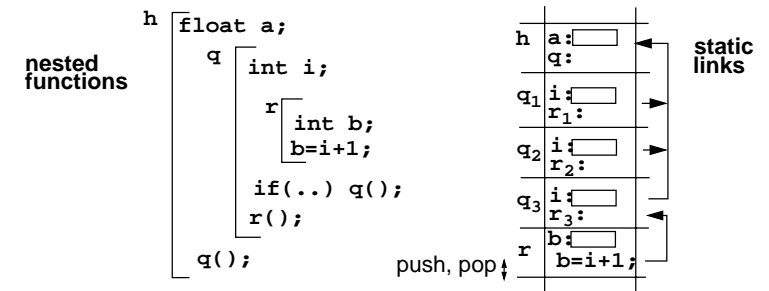 nested
functions
h
float a;
q
int i;
r
int b;
b=i+1;
if(..) q();
r();
q();
h a:
q:
q1 i:
r1:
q2 i:
r2:
q3 i:
r3:
r b:
b=i+1;
static
links
push, pop